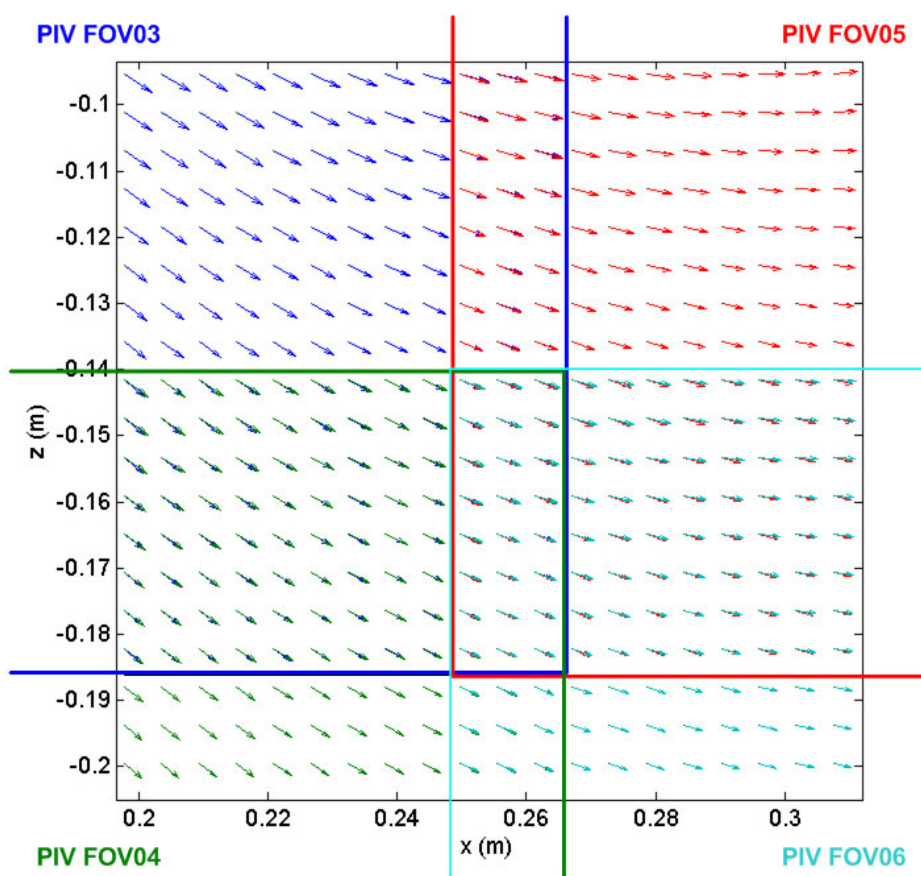 PIV FOV03
PIV FOV05
-0.1
-0.11
-0.12
-0.13
-0.14
-0.15
-0.16
-0.17
-0.18
-0.19
-0.2
z (m)
0.2
0.22
0.24
0.26
0.28
0.3
x (m)
PIV FOV04
PIV FOV06